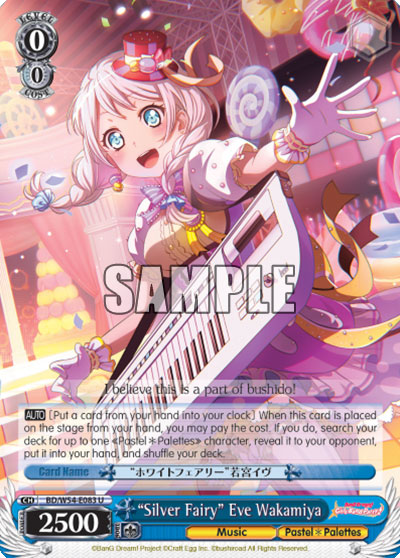 LEVEL
0
0
COST
SAMPLE
I believe this is a part of bushido!
AUTO [Put a card from your hand into your clock] When this card is placed
on the stage from your hand, you may pay the cost. If you do, search your
deck for up to one «Pastel＊Palettes» character, reveal it to your opponent,
put it into your hand, and shuffle your deck.
Card Name
"ホワイトフェアリー" 若宮イヴ
CH BD/W54-E083 U
"Silver Fairy" Eve Wakamiya
2500
Music
Pastel＊Palettes
©BanG Dream! Project ©Craft Egg Inc. ©bushiroad All Rights Reserved.